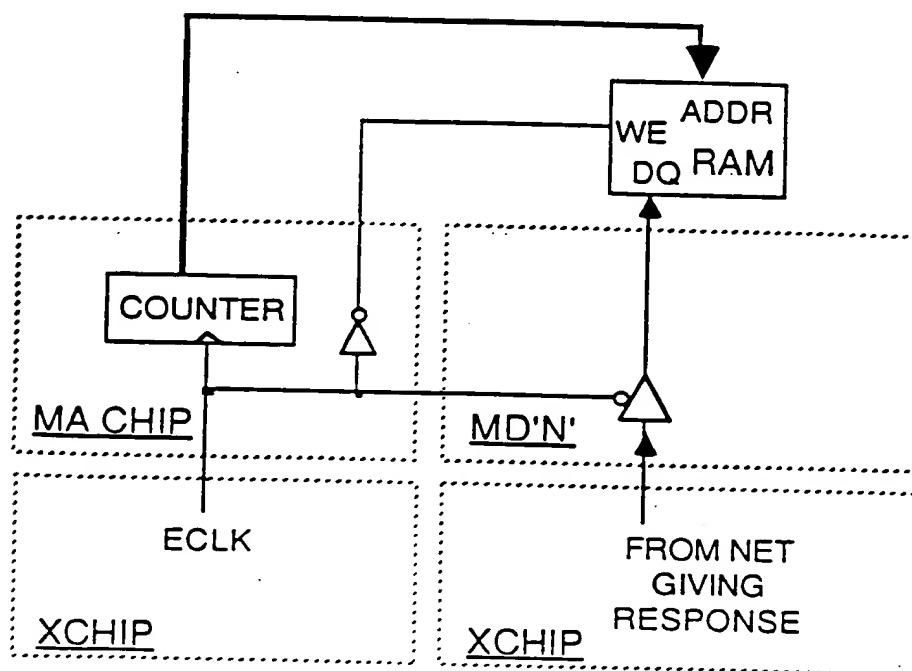 WE ADDR
DQ RAM
COUNTER
MA CHIP
MD'N'
ECLK
FROM NET
GIVING
RESPONSE
XCHIP
XCHIP